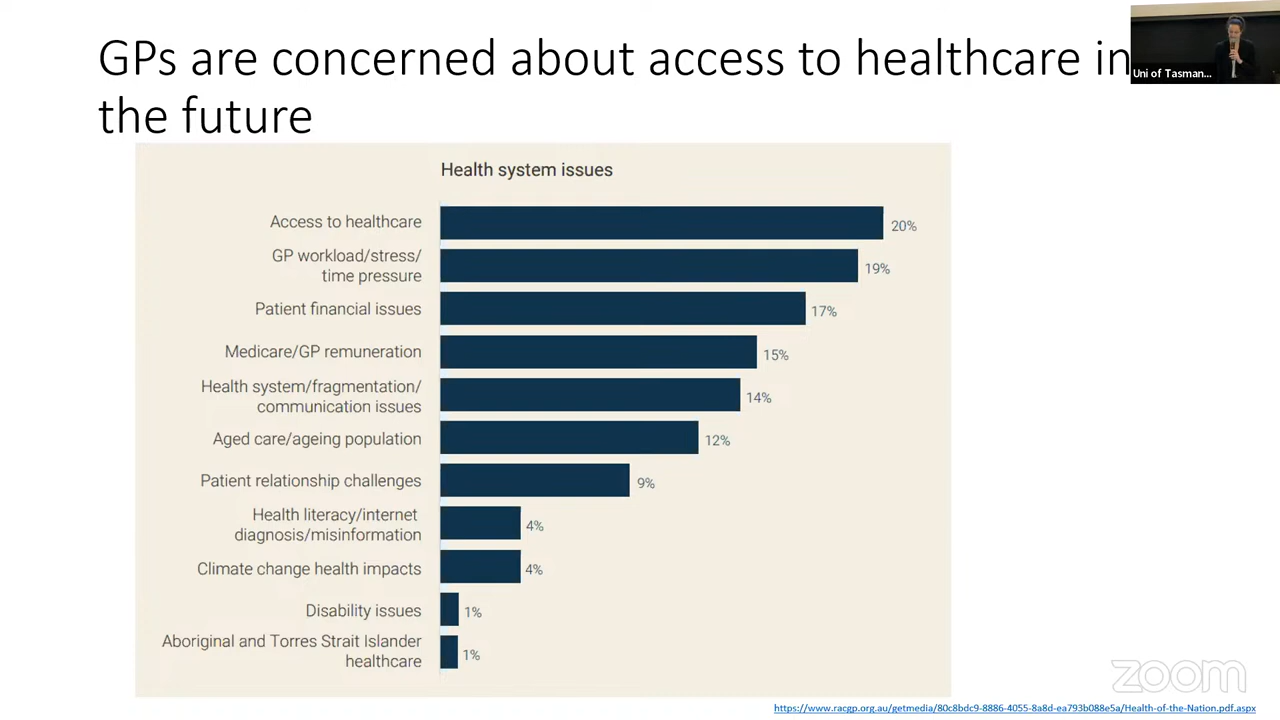 GPs are concerned about access to healthcare in
the future
Uni of Tasman...
Health system issues
Access to healthcare
20%
GP workload/stress/
time pressure
19%
Patient financial issues
17%
Medicare/GP remuneration
15%
Health system/fragmentation/
communication issues
14%
Aged care/ageing population
12%
Patient relationship challenges
9%
Health literacy/internet
diagnosis/misinformation
4%
Climate change health impacts
4%
Disability issues
1%
Aboriginal and Torres Strait Islander
healthcare
1%
zoom
https://www.racgp.org.au/getmedia/80c8bdc9-8886-4055-8a8d-ea793b088e5a/Health-of-the-Nation.pdf.aspx